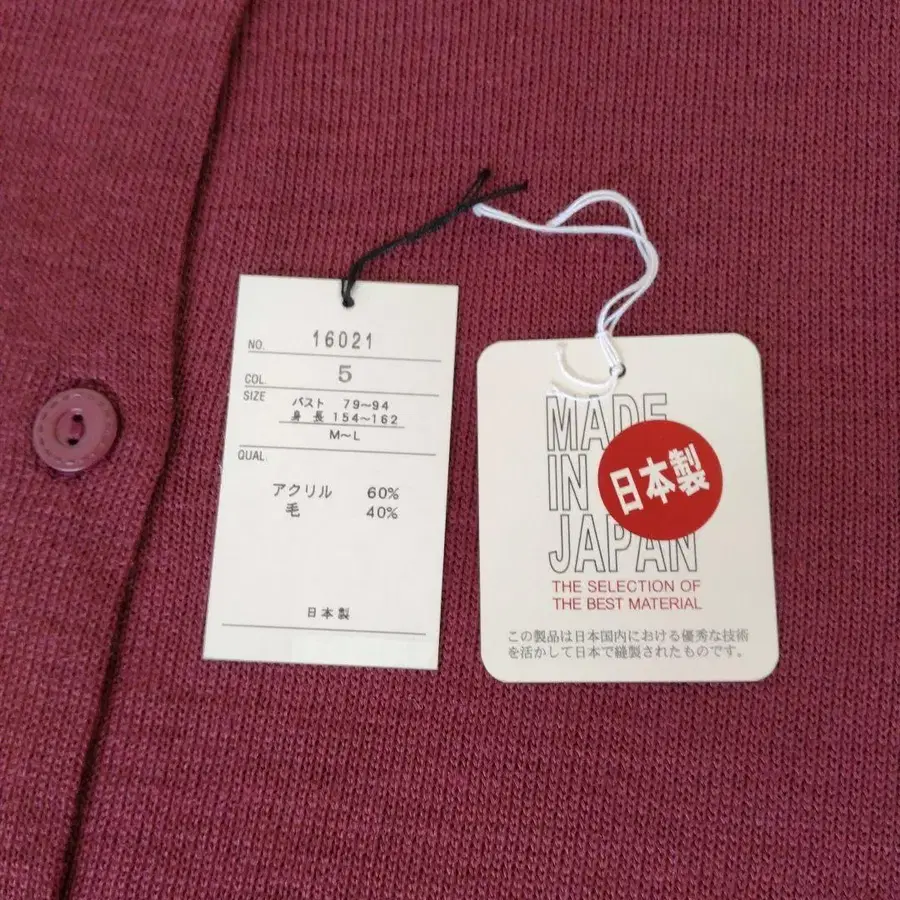 NO. 16021
COL. 5
SIZE バスト 79～94
身長 154～162
M～L
QUAL.
アクリル 60%
毛 40%
日本製
MADE
IN
JAPAN
日本製
THE SELECTION OF
THE BEST MATERIAL
この製品は日本国内における優秀な技術
を活かして日本で縫製されたものです。